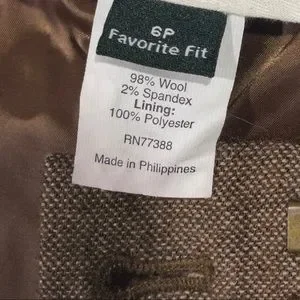 6P
Favorite Fit
98% Wool
2% Spandex
Lining:
100% Polyester
RN77388
Made in Philippines